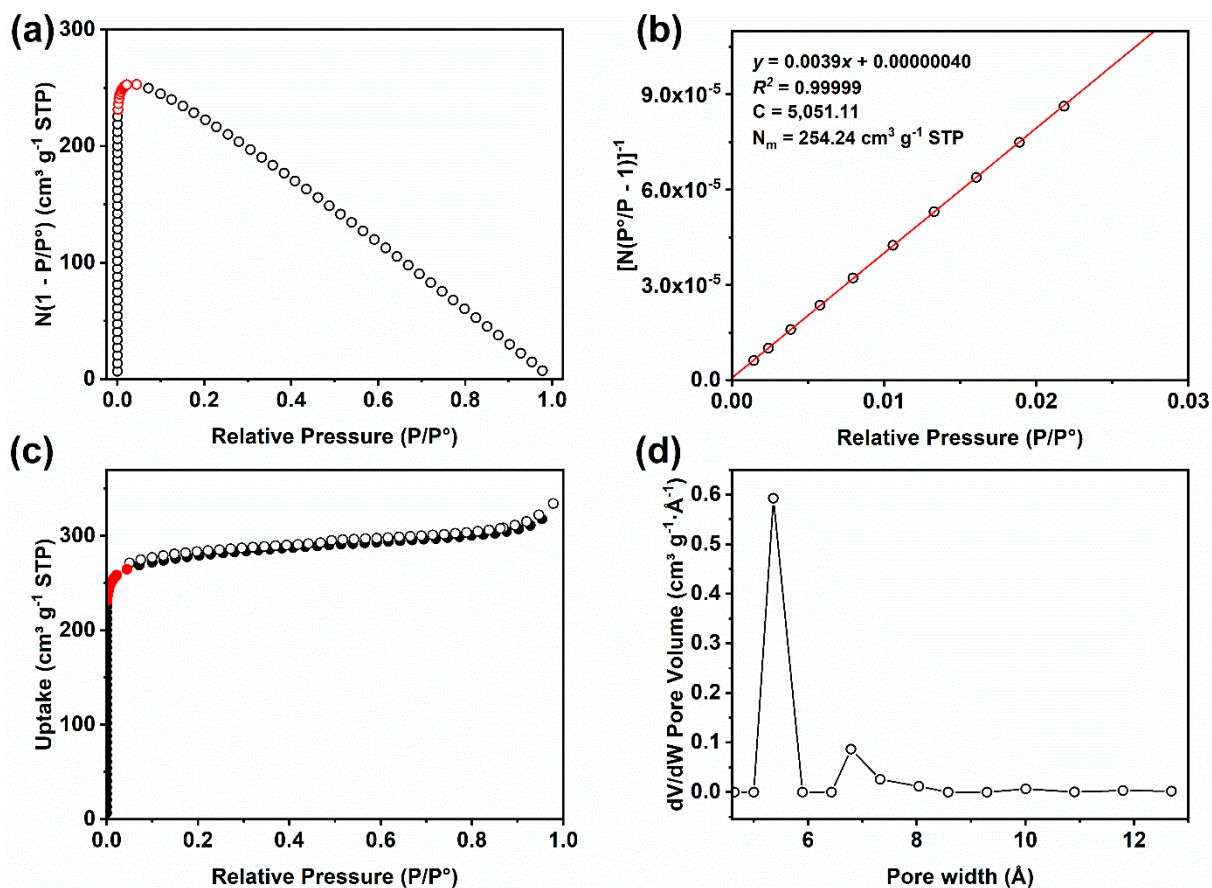 (a)
300
200
100
0
N(1 - P/P°) (cm³ g⁻¹ STP)
0.0 0.2 0.4 0.6 0.8 1.0
Relative Pressure (P/P°)
(b)
y = 0.0039x + 0.00000040
R² = 0.99999
C = 5,051.11
Nₘ = 254.24 cm³ g⁻¹ STP
9.0x10⁻⁵
6.0x10⁻⁵
3.0x10⁻⁵
0.0
[N(P°/P - 1)]⁻¹
0.00 0.01 0.02 0.03
Relative Pressure (P/P°)
(c)
300
200
100
0
Uptake (cm³ g⁻¹ STP)
0.0 0.2 0.4 0.6 0.8 1.0
Relative Pressure (P/P°)
(d)
0.6
0.5
0.4
0.3
0.2
0.1
0.0
dV/dW Pore Volume (cm³ g⁻¹·Å⁻¹)
6 8 10 12
Pore width (Å)